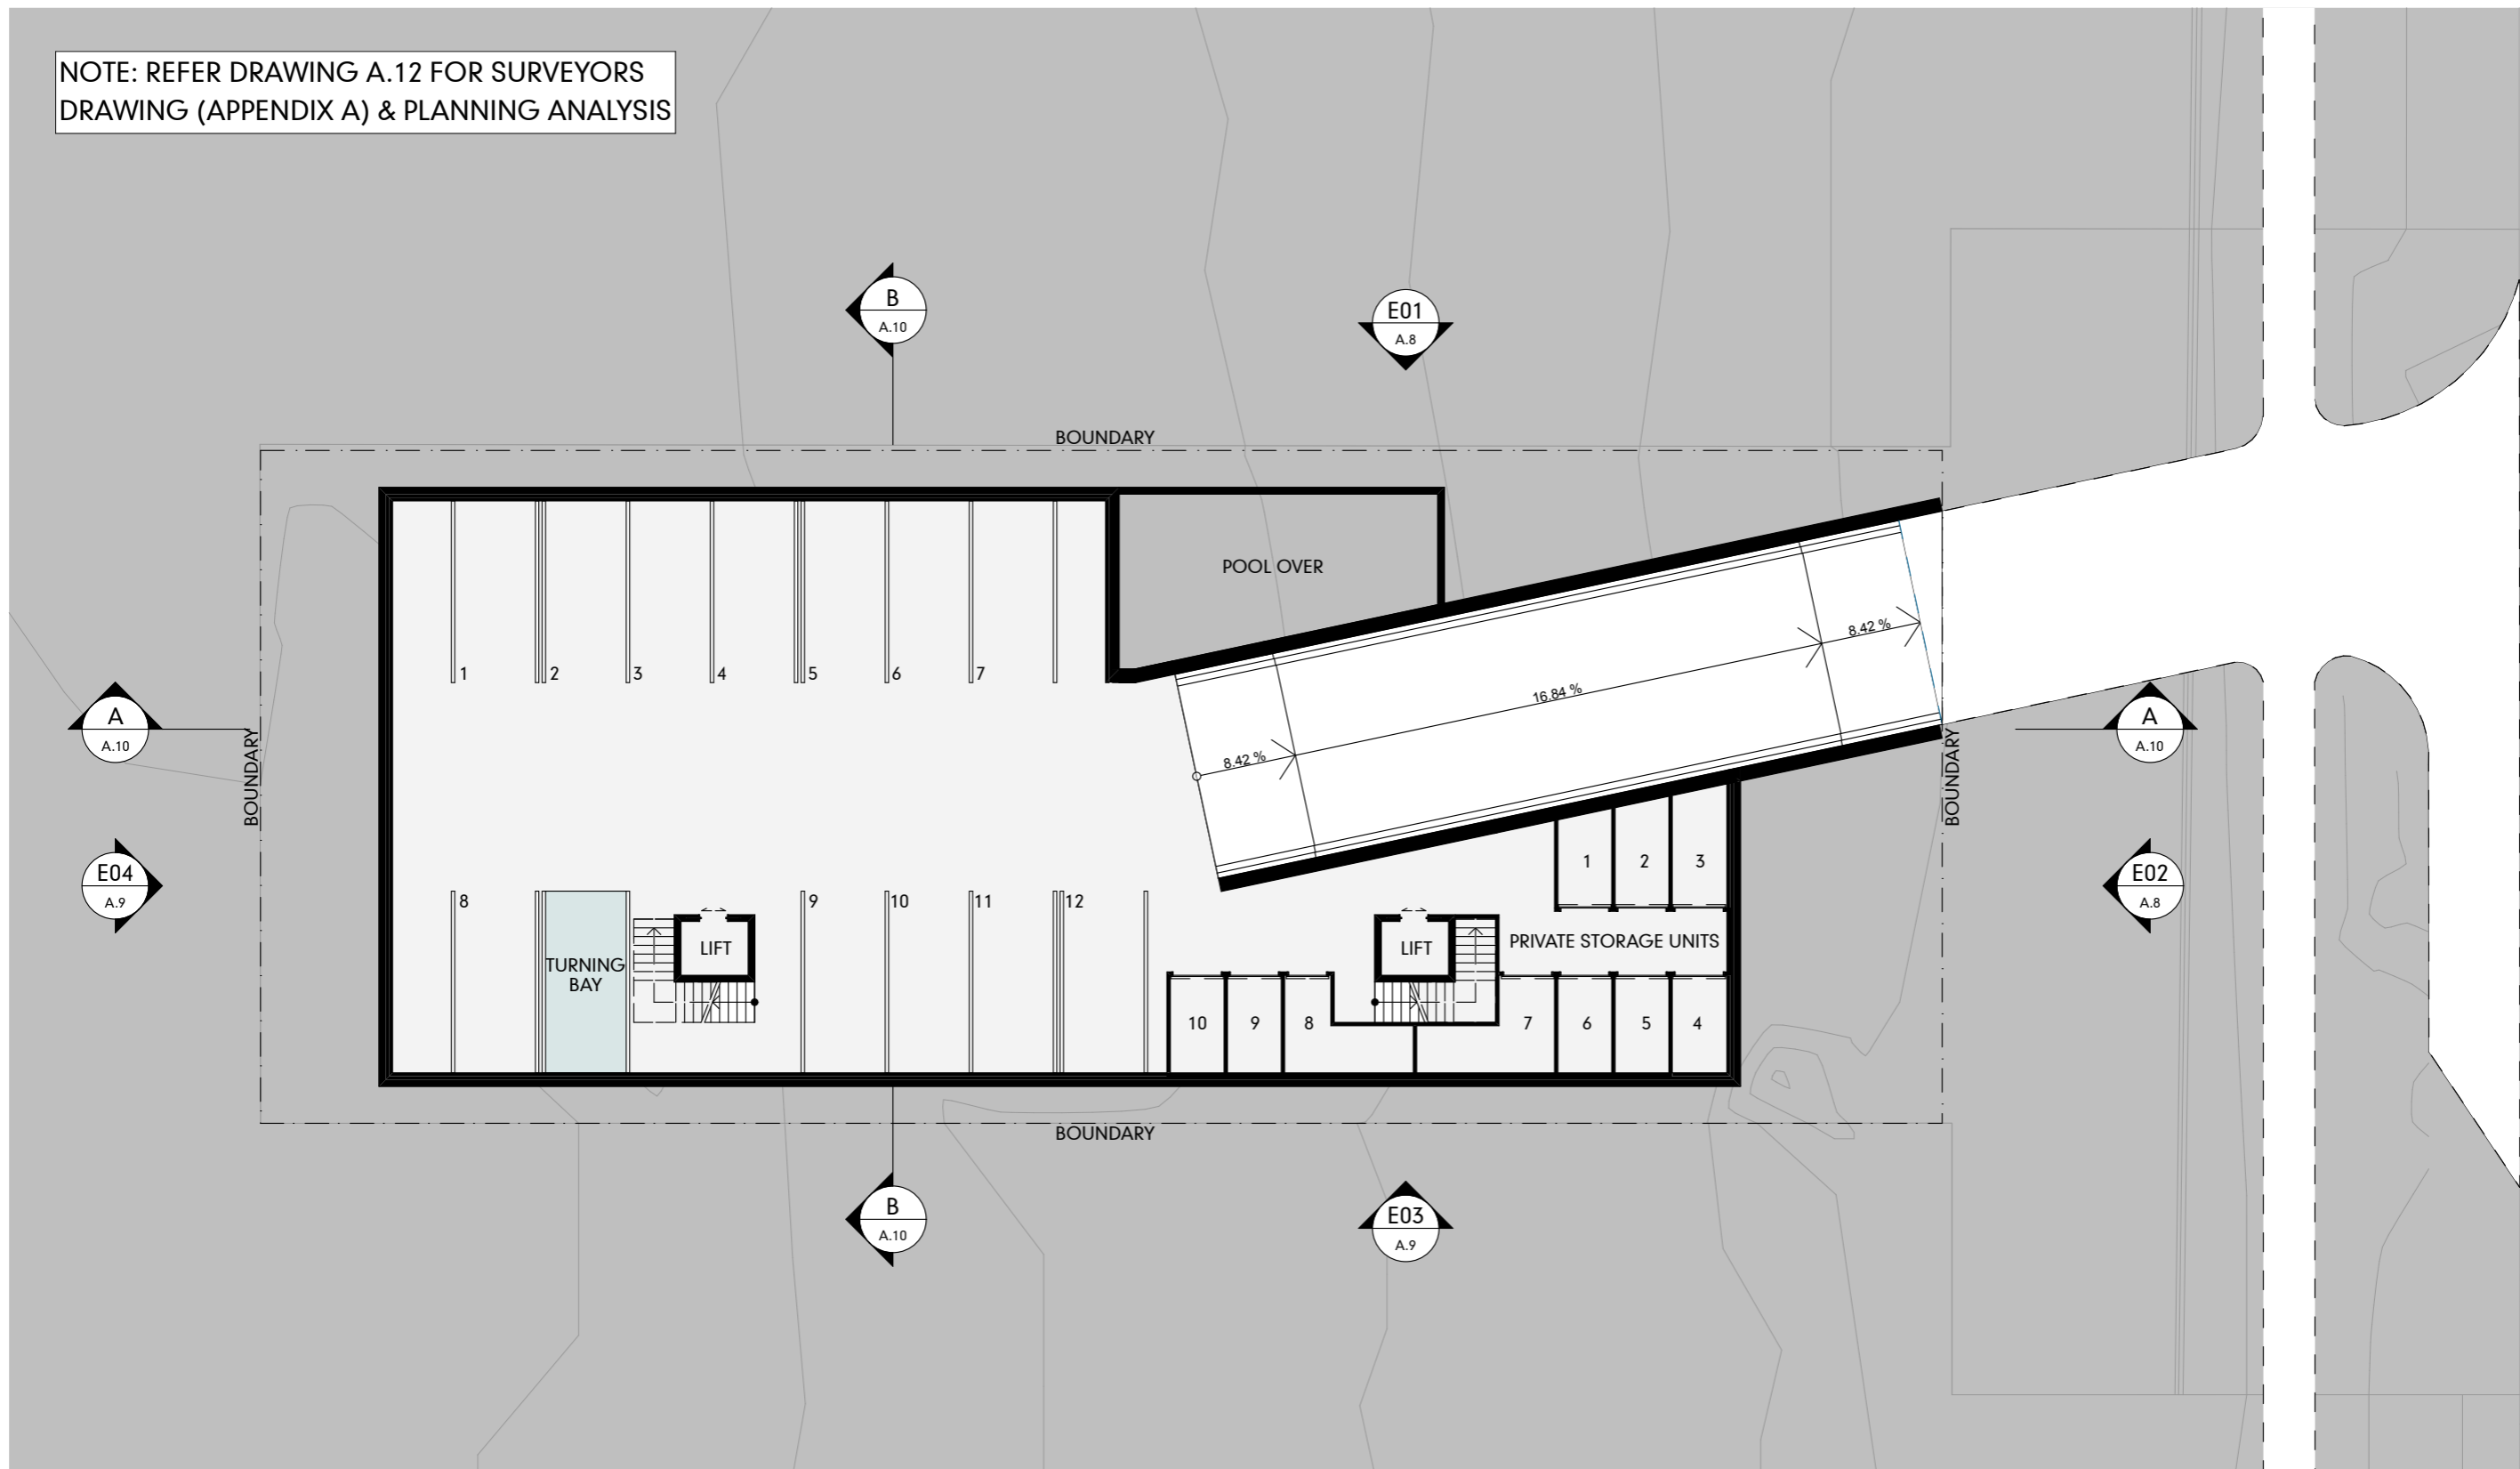 NOTE: REFER DRAWING A.12 FOR SURVEYORS
DRAWING (APPENDIX A) & PLANNING ANALYSIS
B
A.10
E01
A.8
BOUNDARY
POOL OVER
8.42 %
16.84 %
8.42 %
1
2
3
4
5
6
7
A
A.10
BOUNDARY
A
A.10
BOUNDARY
E04
A.9
E02
A.8
1
2
3
8
9
10
11
12
TURNING
BAY
LIFT
LIFT
PRIVATE STORAGE UNITS
10
9
8
7
6
5
4
BOUNDARY
B
A.10
E03
A.9